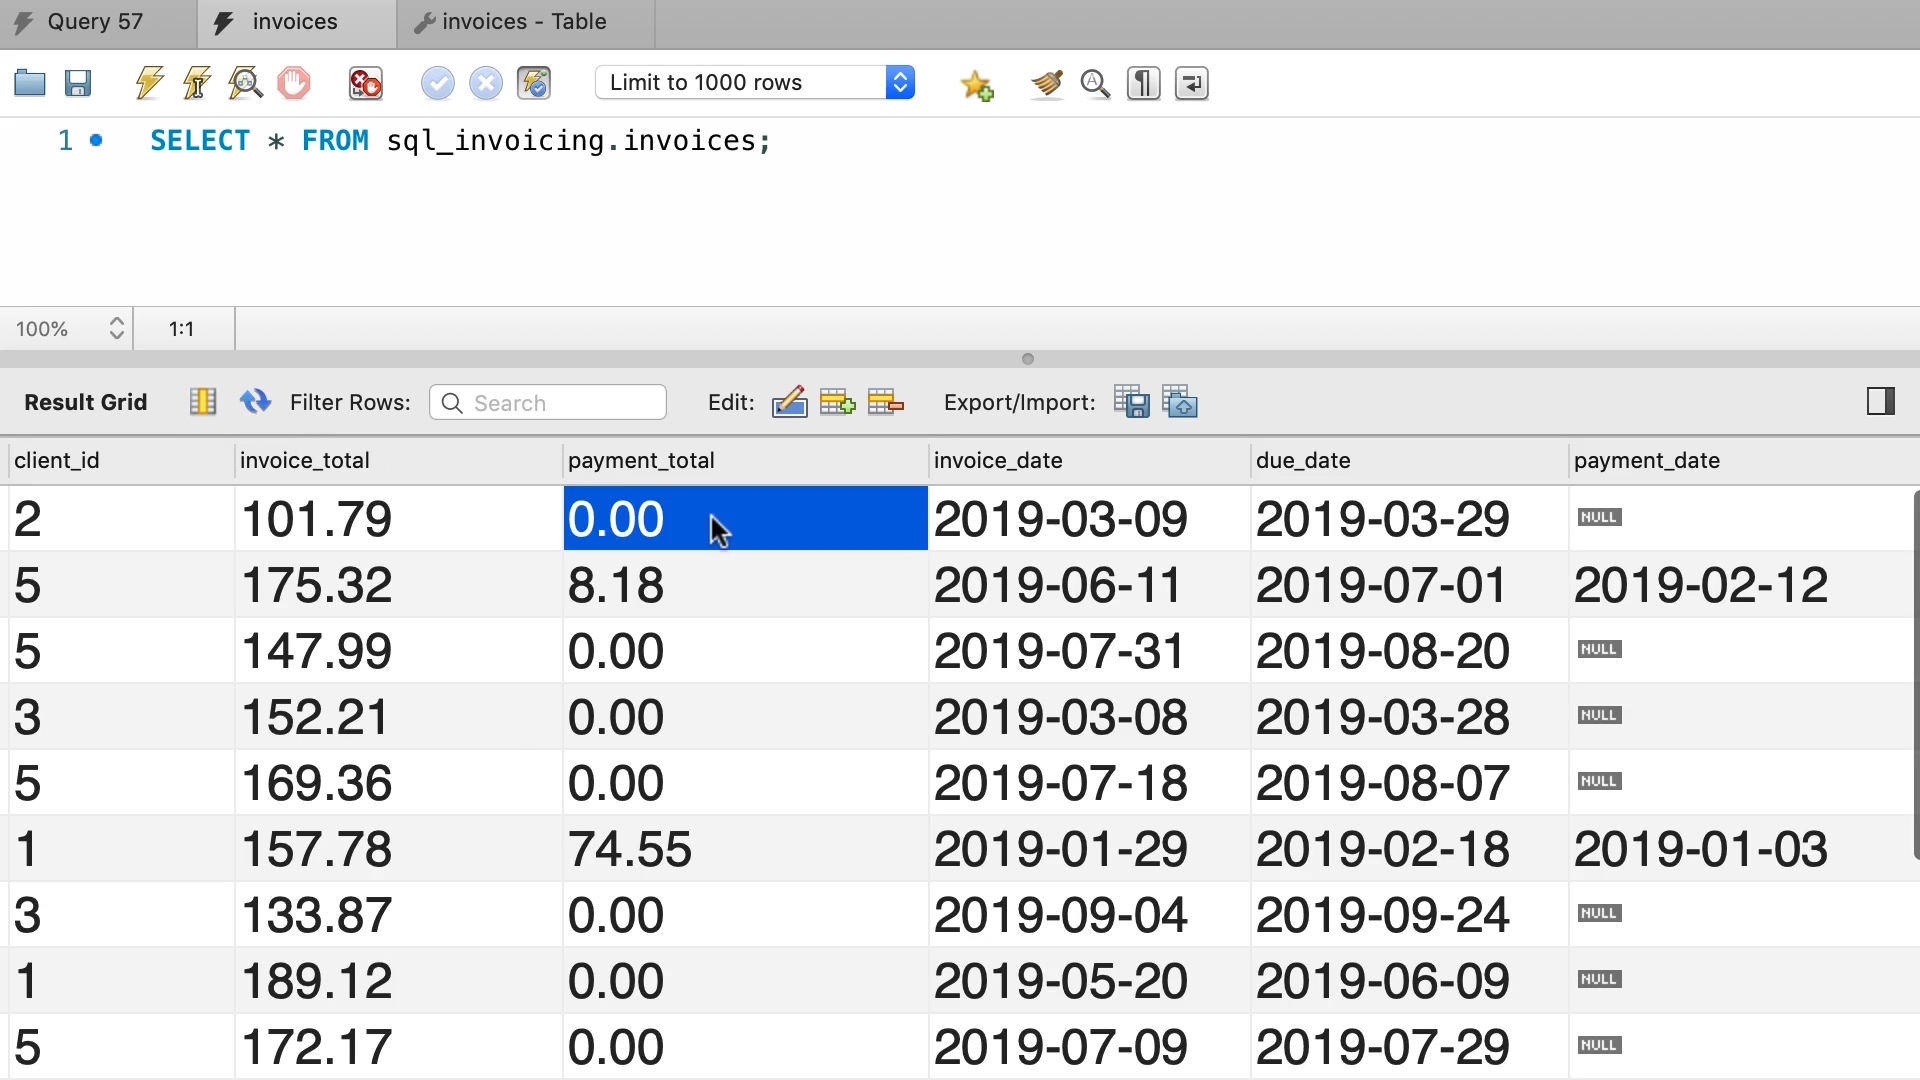 Query 57 invoices invoices - Table
Limit to 1000 rows
1 SELECT * FROM sql_invoicing.invoices;
100% 1:1
Result Grid Filter Rows: Search Edit: Export/Import:
client_id invoice_total payment_total invoice_date due_date payment_date
2 101.79 0.00 2019-03-09 2019-03-29 NULL
5 175.32 8.18 2019-06-11 2019-07-01 2019-02-12
5 147.99 0.00 2019-07-31 2019-08-20 NULL
3 152.21 0.00 2019-03-08 2019-03-28 NULL
5 169.36 0.00 2019-07-18 2019-08-07 NULL
1 157.78 74.55 2019-01-29 2019-02-18 2019-01-03
3 133.87 0.00 2019-09-04 2019-09-24 NULL
1 189.12 0.00 2019-05-20 2019-06-09 NULL
5 172.17 0.00 2019-07-09 2019-07-29 NULL